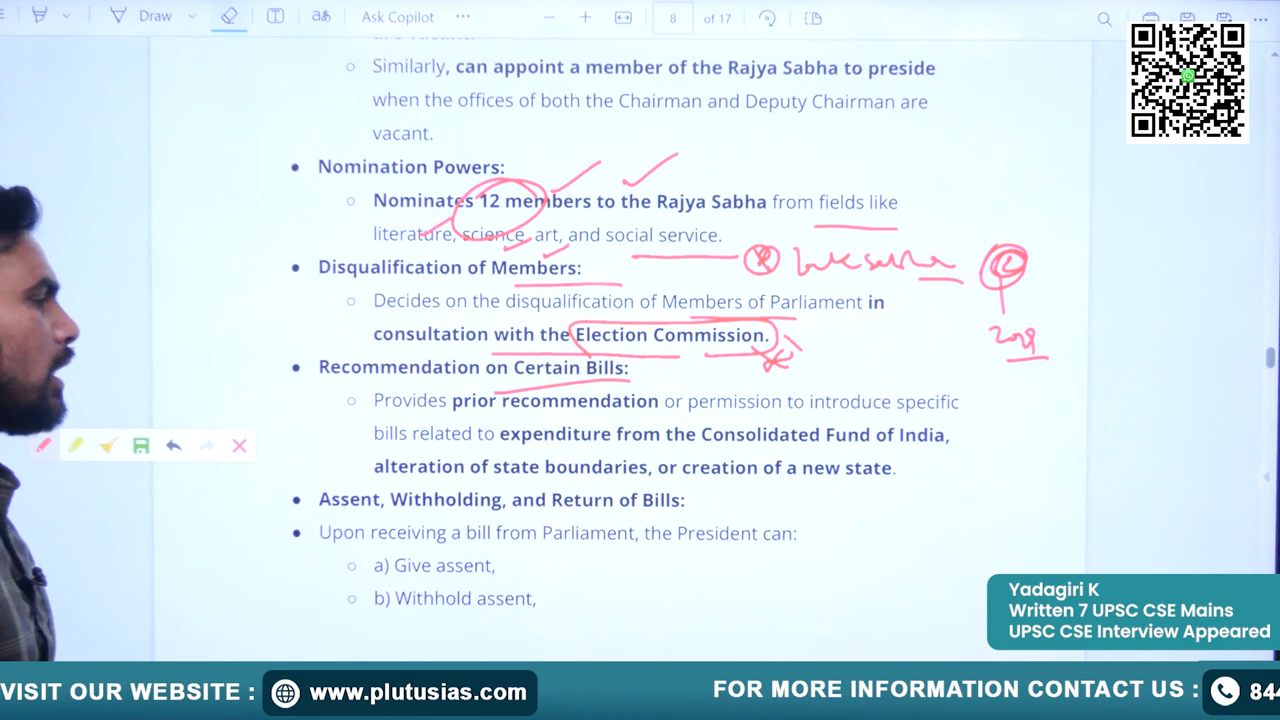 Draw
Ask Copilot
8 of 17
Similarly, can appoint a member of the Rajya Sabha to preside
when the offices of both the Chairman and Deputy Chairman are
vacant.
Nomination Powers:
Nominates 12 members to the Rajya Sabha from fields like
literature, science, art, and social service.
Disqualification of Members:
Decides on the disqualification of Members of Parliament in
consultation with the Election Commission.
Recommendation on Certain Bills:
Provides prior recommendation or permission to introduce specific
bills related to expenditure from the Consolidated Fund of India,
alteration of state boundaries, or creation of a new state.
Assent, Withholding, and Return of Bills:
Upon receiving a bill from Parliament, the President can:
a) Give assent,
b) Withhold assent,
Yadagiri K
Written 7 UPSC CSE Mains
UPSC CSE Interview Appeared
VISIT OUR WEBSITE : www.plutusias.com
FOR MORE INFORMATION CONTACT US : 844